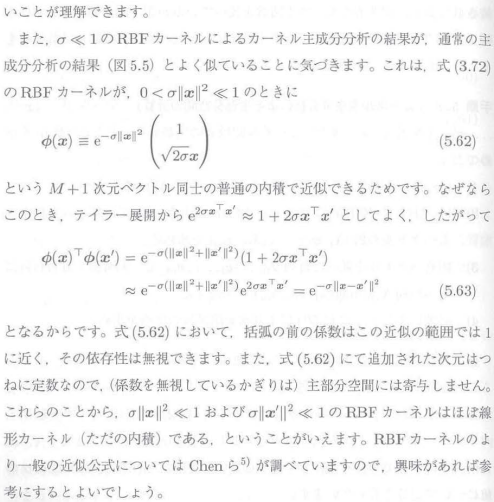 いことが理解できます。
また,σ ≪ 1 の RBF カーネルによるカーネル主成分分析の結果が,通常の主
成分分析の結果(図5.5)とよく似ていることに気づきます。これは,式(3.72)
の RBF カーネルが,0 < σ‖x‖² ≪ 1 のときに
ϕ(x) ≡ e^{−σ‖x‖²} (1 √2σx) (5.62)
という M+1 次元ベクトル同士の普通の内積で近似できるためです。なぜなら
このとき,テイラー展開から e^{2σx^⊤x′} ≈ 1 + 2σx^⊤x′ としてよく,したがって
ϕ(x)^⊤ϕ(x′) = e^{−σ(‖x‖²+‖x′‖²)}(1 + 2σx^⊤x′)
≈ e^{−σ(‖x‖²+‖x′‖²)}e^{2σx^⊤x′} = e^{−σ‖x−x′‖²} (5.63)
となるからです。式 (5.62) において,括弧の前の係数はこの近似の範囲では 1
に近く,その依存性は無視できます。また,式 (5.62) にて追加された次元はつ
ねに定数なので,(係数を無視しているかぎりは)主部分空間には寄与しません。
これらのことから,σ‖x‖² ≪ 1 および σ‖x′‖² ≪ 1 の RBF カーネルはほぼ線
形カーネル(ただの内積)である,ということがいえます。RBF カーネルのよ
り一般の近似公式については Chen ら⁵⁾ が調べていますので,興味があれば参
考にするとよいでしょう。